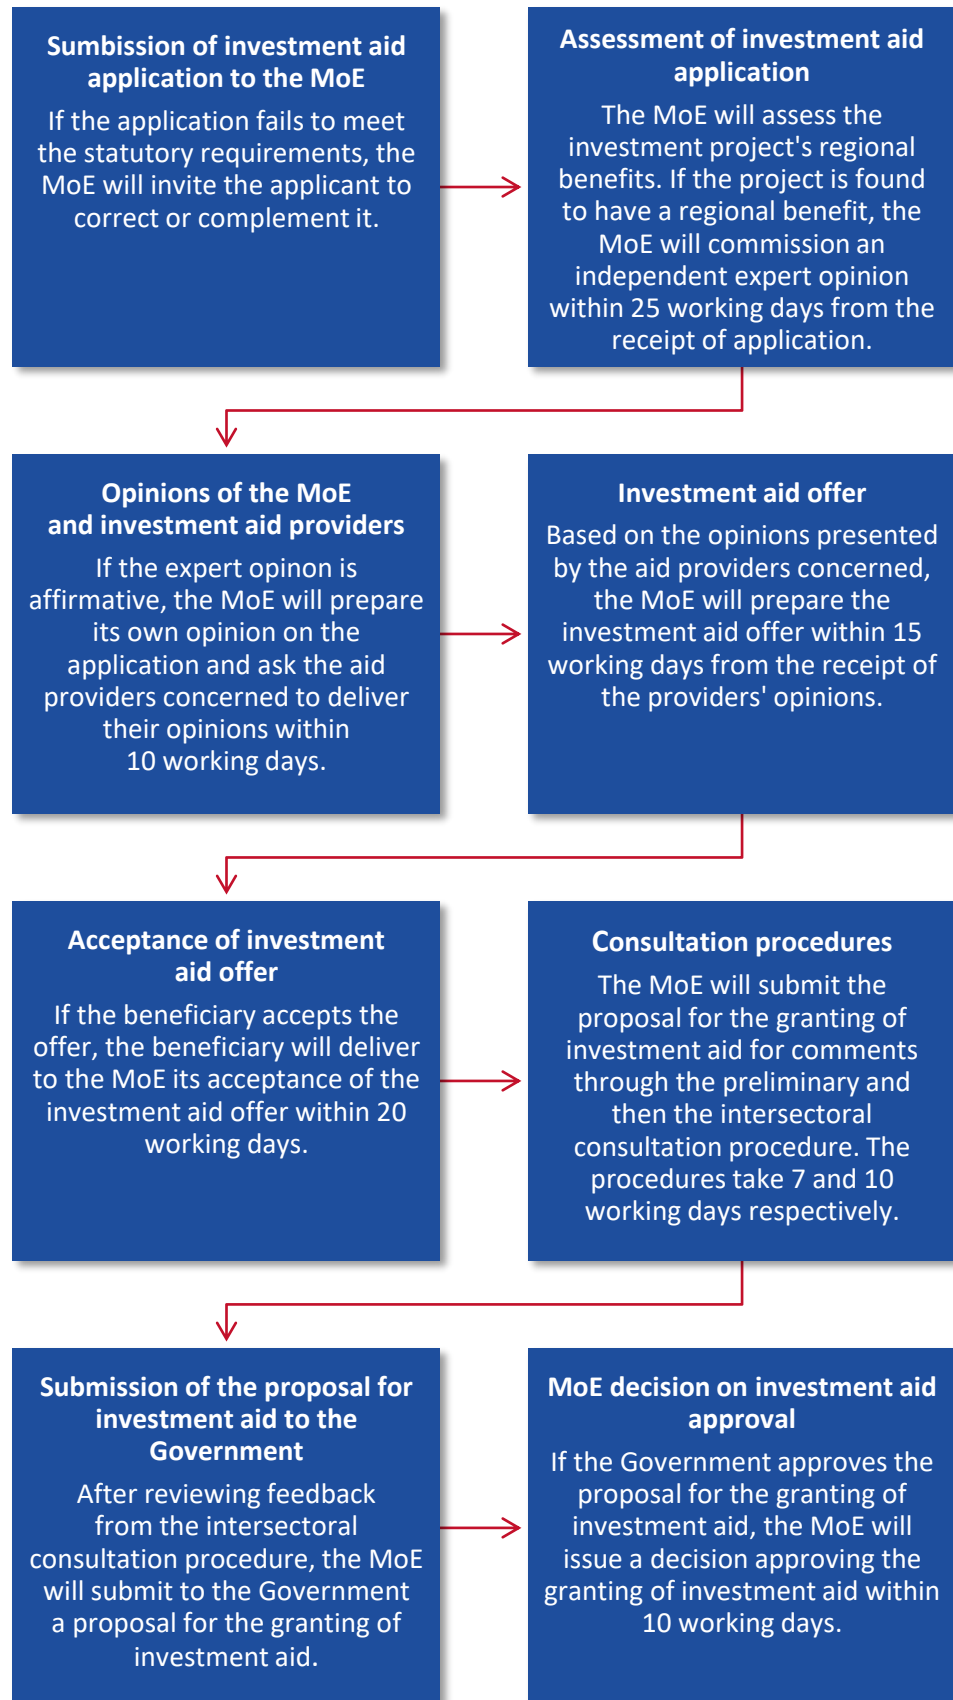 Sumbission of investment aid
application to the MoE
If the application fails to meet
the statutory requirements, the
MoE will invite the applicant to
correct or complement it.
Assessment of investment aid
application
The MoE will assess the
investment project's regional
benefits. If the project is found
to have a regional benefit, the
MoE will commission an
independent expert opinion
within 25 working days from the
receipt of application.
Opinions of the MoE
and investment aid providers
If the expert opinon is
affirmative, the MoE will prepare
its own opinion on the
application and ask the aid
providers concerned to deliver
their opinions within
10 working days.
Investment aid offer
Based on the opinions presented
by the aid providers concerned,
the MoE will prepare the
investment aid offer within 15
working days from the receipt of
the providers' opinions.
Acceptance of investment
aid offer
If the beneficiary accepts the
offer, the beneficiary will deliver
to the MoE its acceptance of the
investment aid offer within 20
working days.
Consultation procedures
The MoE will submit the
proposal for the granting of
investment aid for comments
through the preliminary and
then the intersectoral
consultation procedure. The
procedures take 7 and 10
working days respectively.
Submission of the proposal for
investment aid to the
Government
After reviewing feedback
from the intersectoral
consultation procedure, the MoE
will submit to the Government
a proposal for the granting of
investment aid.
MoE decision on investment aid
approval
If the Government approves the
proposal for the granting of
investment aid, the MoE will
issue a decision approving the
granting of investment aid within
10 working days.